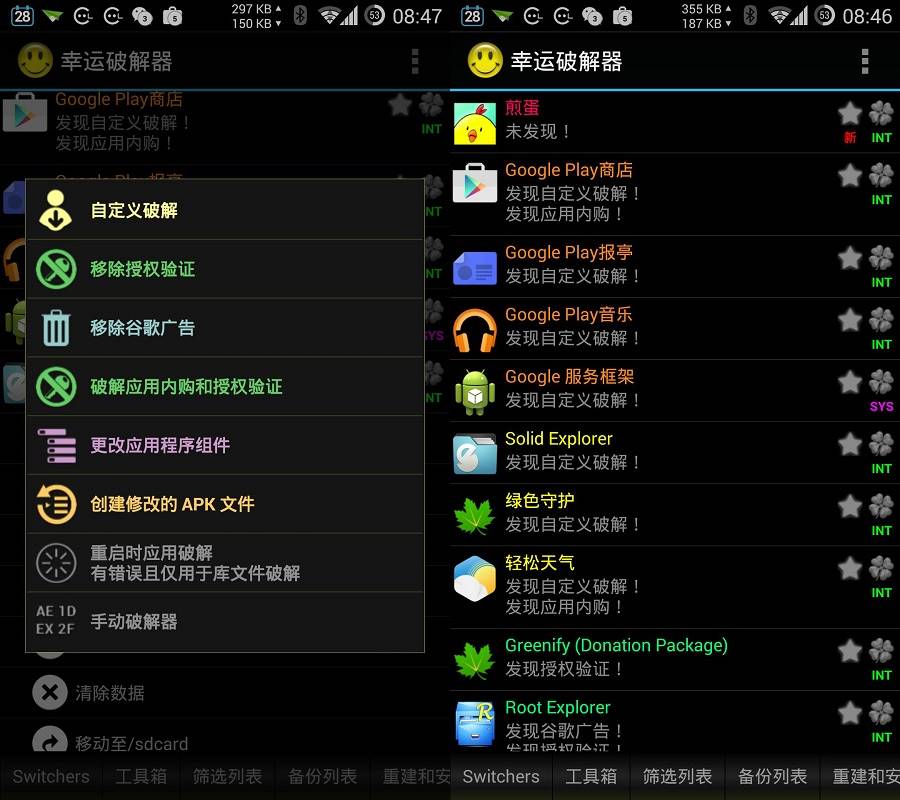 28
3
5
297 KB
150 KB
53
08:47
幸运破解器
Google Play商店
发现自定义破解！
发现应用内购！
INT
自定义破解
移除授权验证
移除谷歌广告
破解应用内购和授权验证
更改应用程序组件
创建修改的 APK 文件
重启时应用破解
有错误且仅用于库文件破解
AE 1D
EX 2F
手动破解器
清除数据
移动至/sdcard
Switchers
工具箱
筛选列表
备份列表
重建和安
28
3
5
355 KB
187 KB
53
08:46
幸运破解器
煎蛋
未发现！
新
INT
Google Play商店
发现自定义破解！
发现应用内购！
INT
Google Play报亭
发现自定义破解！
INT
Google Play音乐
发现自定义破解！
INT
Google 服务框架
发现自定义破解！
SYS
Solid Explorer
发现自定义破解！
INT
绿色守护
发现自定义破解！
INT
轻松天气
发现自定义破解！
发现应用内购！
INT
Greenify (Donation Package)
发现授权验证！
INT
Root Explorer
发现谷歌广告！
发现授权验证！
INT
Switchers
工具箱
筛选列表
备份列表
重建和安